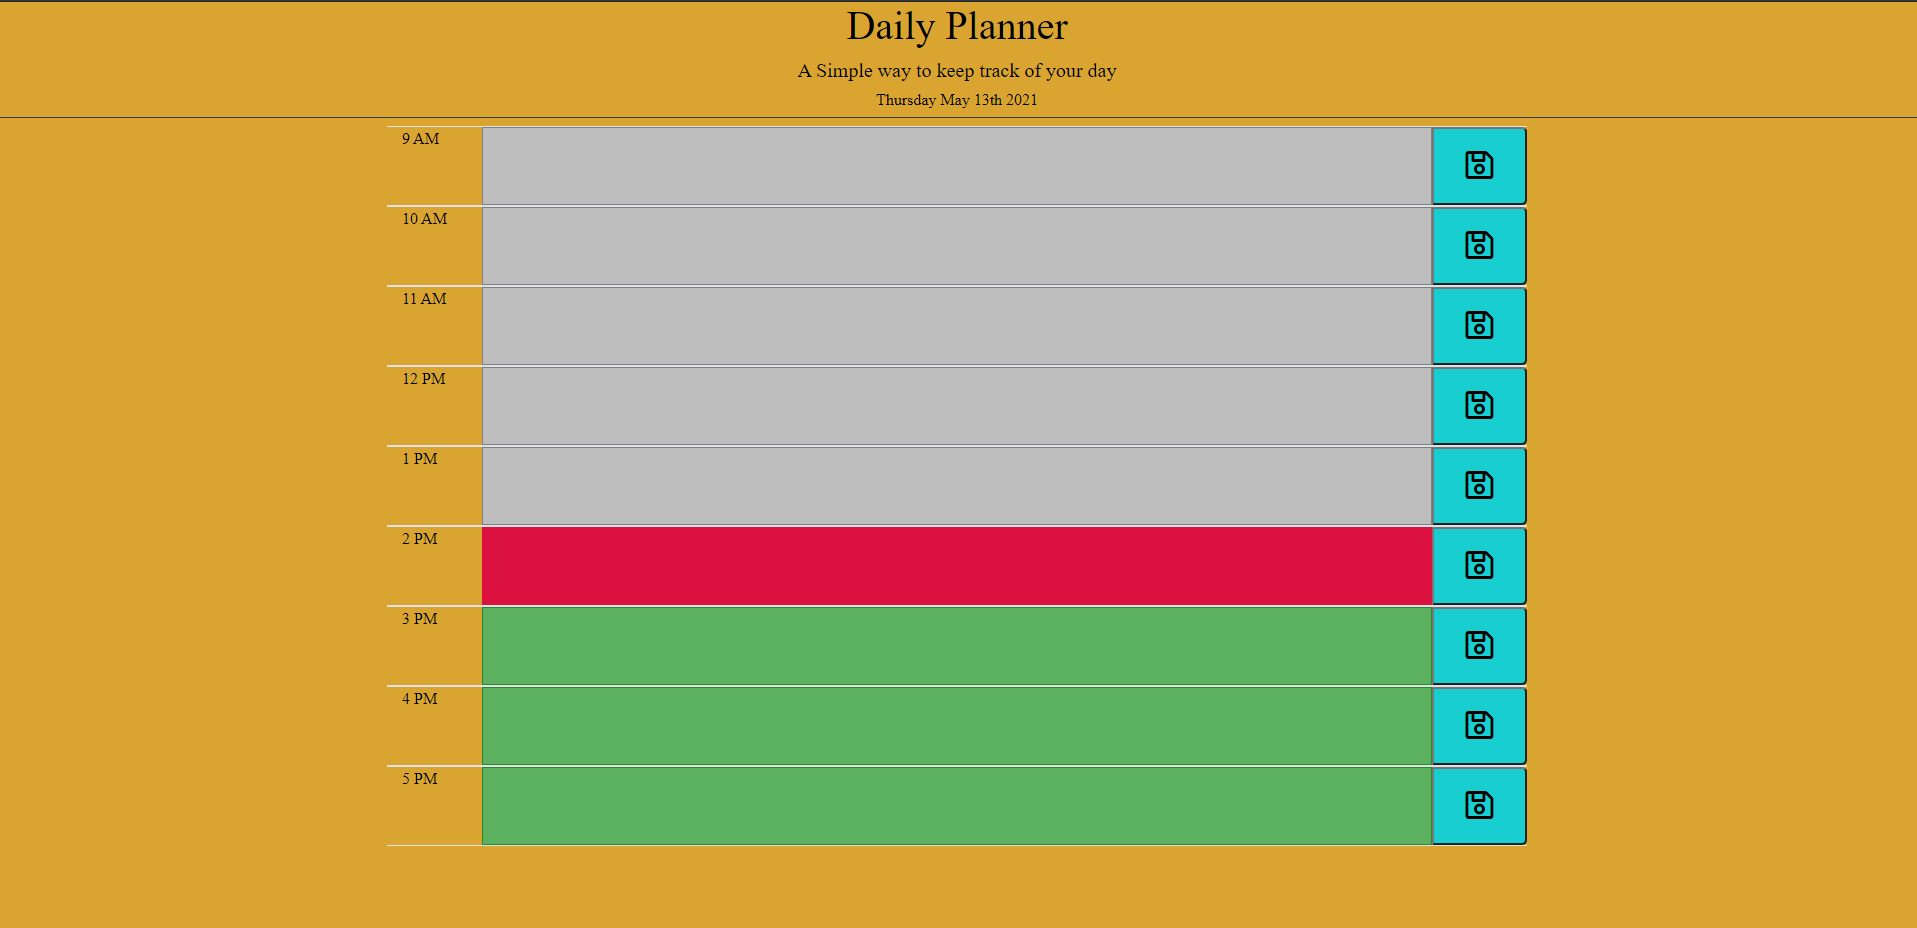 Daily Planner
A Simple way to keep track of your day
Thursday May 13th 2021
9 AM
10 AM
11 AM
12 PM
1 PM
2 PM
3 PM
4 PM
5 PM